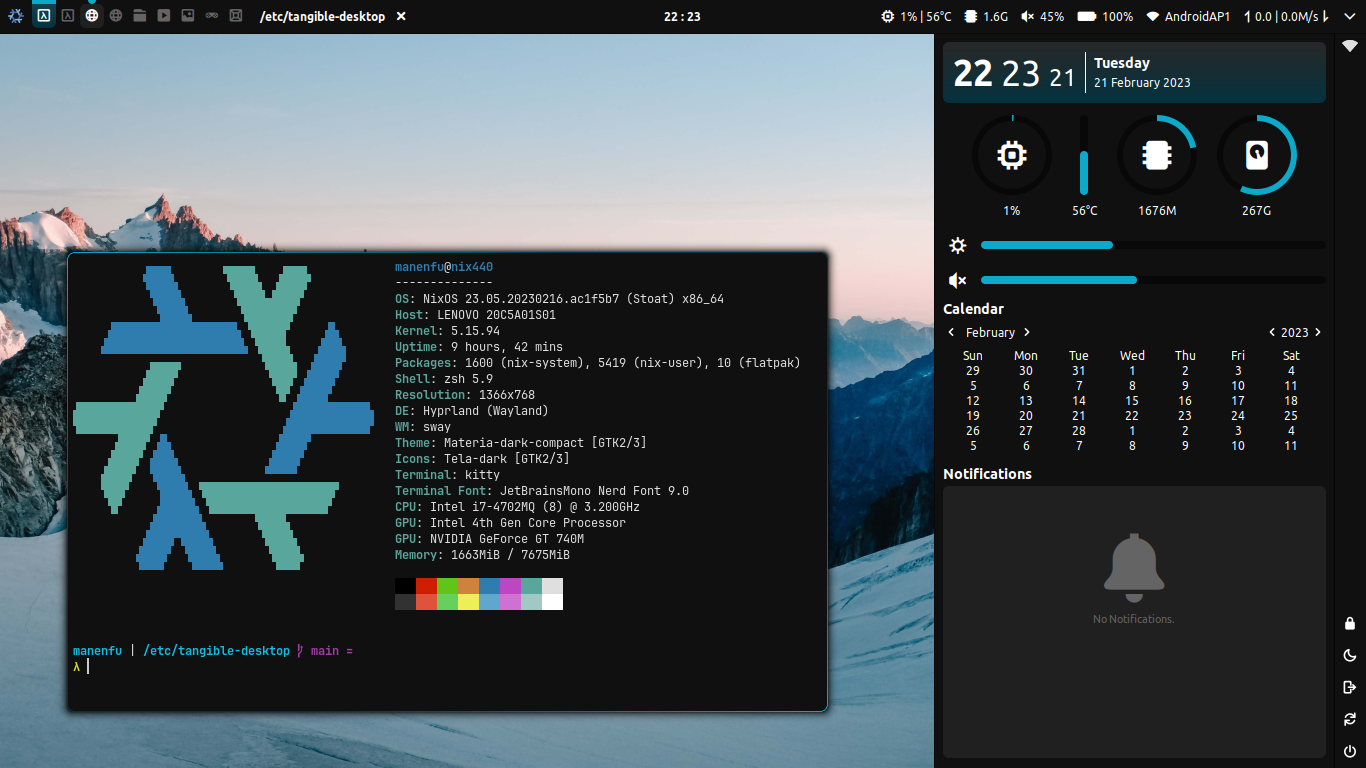 /etc/tangible-desktop ×
22 : 23
1% | 56°C 1.6G 45% 100% AndroidAP1 0.0 | 0.0M/s
22 23 21
Tuesday
21 February 2023
1% 56°C 1676M 267G
manenfu@nix440
--------------
OS: NixOS 23.05.20230216.ac1f5b7 (Stoat) x86_64
Host: LENOVO 20C5A01S01
Kernel: 5.15.94
Uptime: 9 hours, 42 mins
Packages: 1600 (nix-system), 5419 (nix-user), 10 (flatpak)
Shell: zsh 5.9
Resolution: 1366x768
DE: Hyprland (Wayland)
WM: sway
Theme: Materia-dark-compact [GTK2/3]
Icons: Tela-dark [GTK2/3]
Terminal: kitty
Terminal Font: JetBrainsMono Nerd Font 9.0
CPU: Intel i7-4702MQ (8) @ 3.200GHz
GPU: Intel 4th Gen Core Processor
GPU: NVIDIA GeForce GT 740M
Memory: 1663MiB / 7675MiB
manenfu | /etc/tangible-desktop main =
λ
Calendar
< February > < 2023 >
Sun Mon Tue Wed Thu Fri Sat
29 30 31 1 2 3 4
5 6 7 8 9 10 11
12 13 14 15 16 17 18
19 20 21 22 23 24 25
26 27 28 1 2 3 4
5 6 7 8 9 10 11
Notifications
No Notifications.